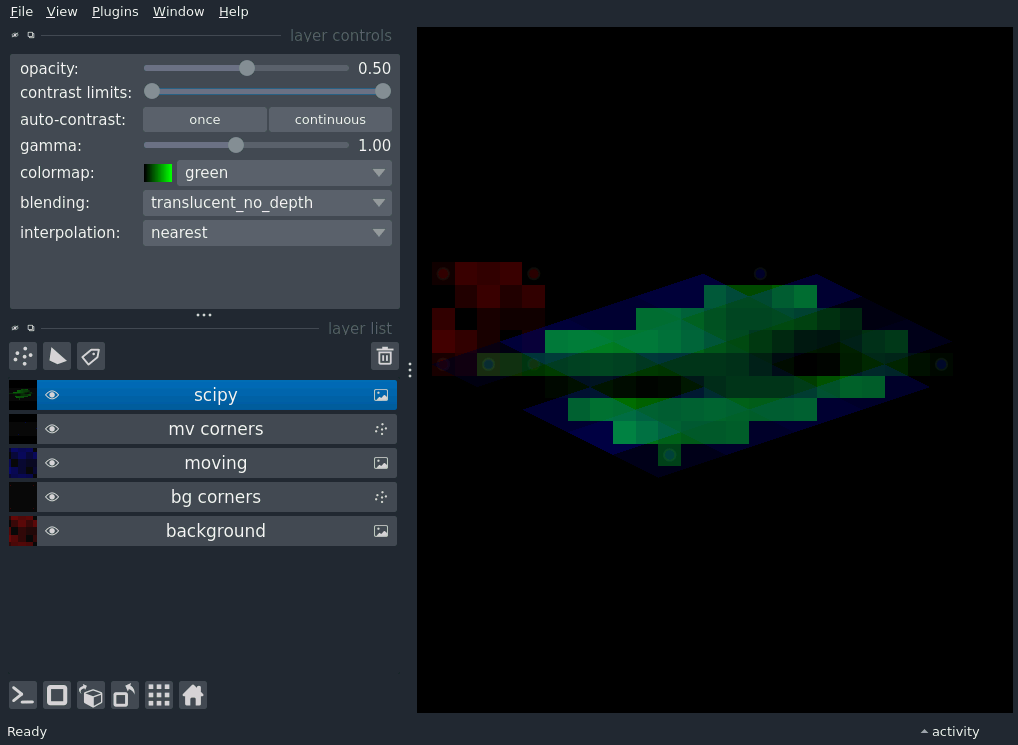 File View Plugins Window Help
layer controls
opacity: 0.50
contrast limits:
auto-contrast: once continuous
gamma: 1.00
colormap: green
blending: translucent_no_depth
interpolation: nearest
layer list
scipy
mv corners
moving
bg corners
background
Ready activity